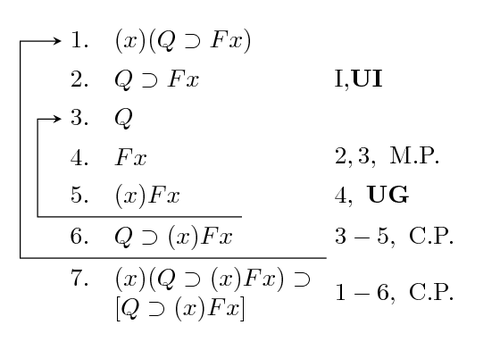 1. (x)(Q ⊃ Fx)
2. Q ⊃ Fx I,UI
3. Q
4. Fx 2, 3, M.P.
5. (x)Fx 4, UG
6. Q ⊃ (x)Fx 3 − 5, C.P.
7. (x)(Q ⊃ (x)Fx) ⊃
[Q ⊃ (x)Fx] 1 − 6, C.P.